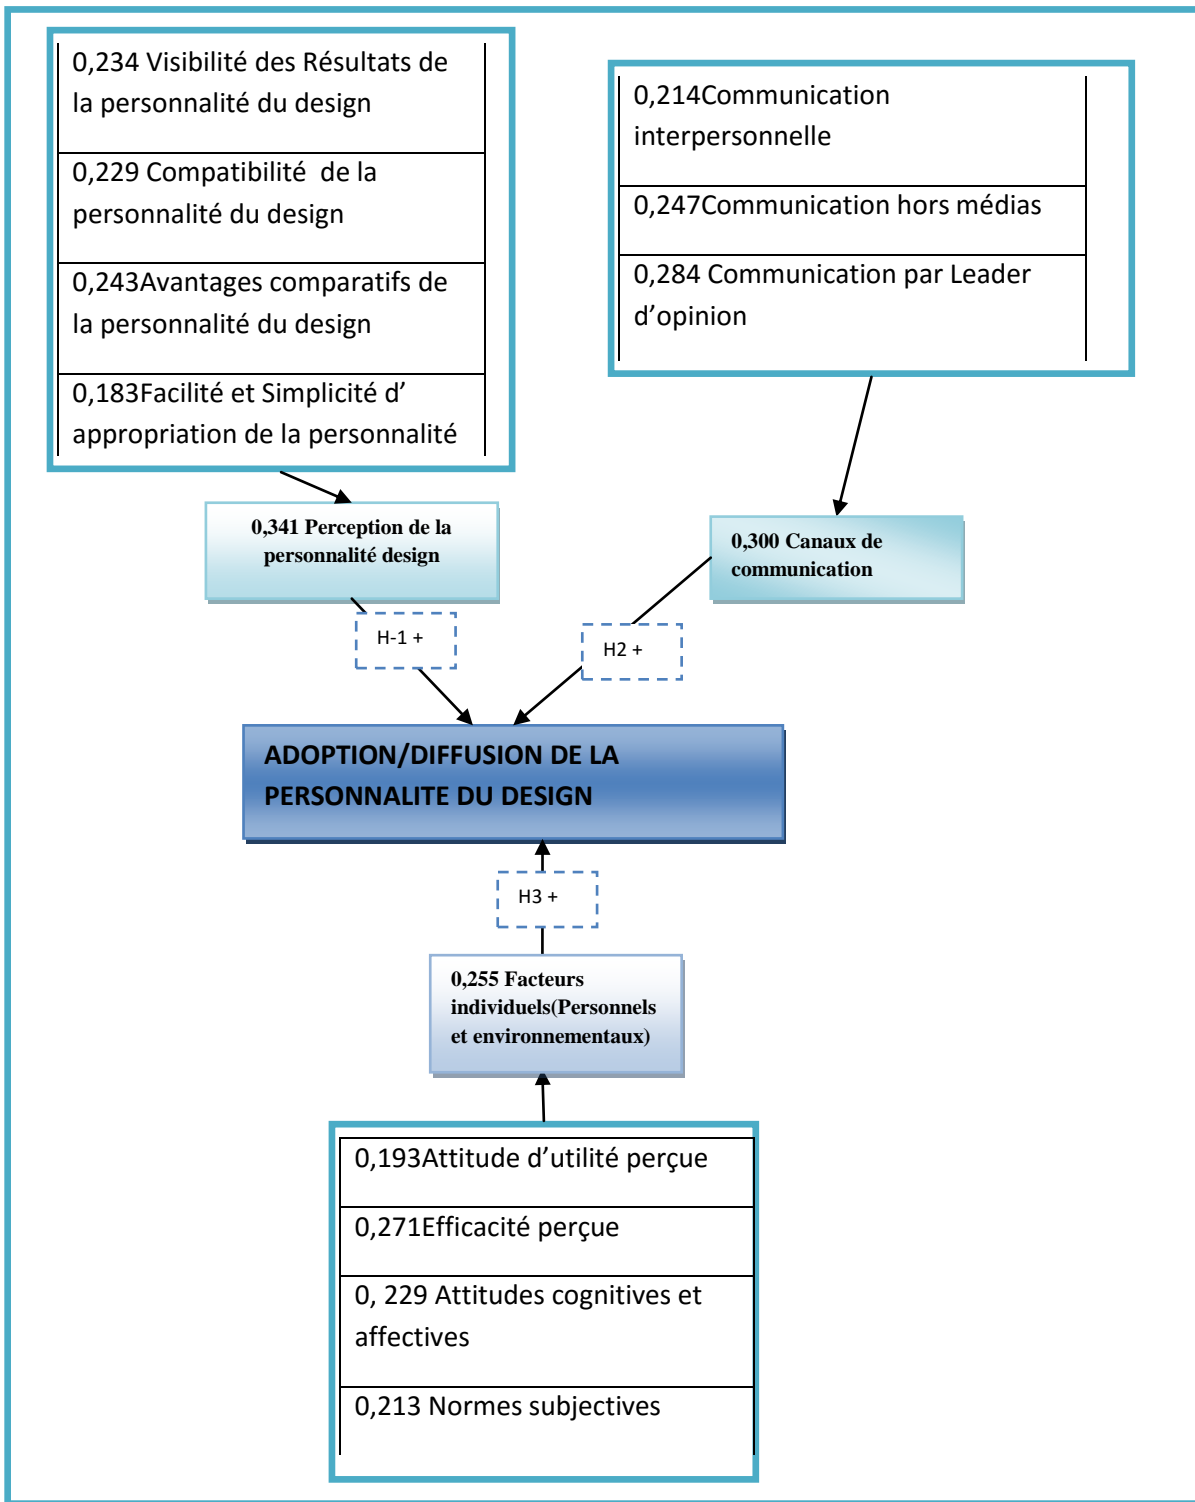 0,234 Visibilité des Résultats de
la personnalité du design
0,229 Compatibilité de la
personnalité du design
0,243Avantages comparatifs de
la personnalité du design
0,183Facilité et Simplicité d’
appropriation de la personnalité
0,214Communication
interpersonnelle
0,247Communication hors médias
0,284 Communication par Leader
d’opinion
0,341 Perception de la
personnalité design
0,300 Canaux de
communication
H-1 +
H2 +
ADOPTION/DIFFUSION DE LA
PERSONNALITE DU DESIGN
H3 +
0,255 Facteurs
individuels(Personnels
et environnementaux)
0,193Attitude d’utilité perçue
0,271Efficacité perçue
0, 229 Attitudes cognitives et
affectives
0,213 Normes subjectives